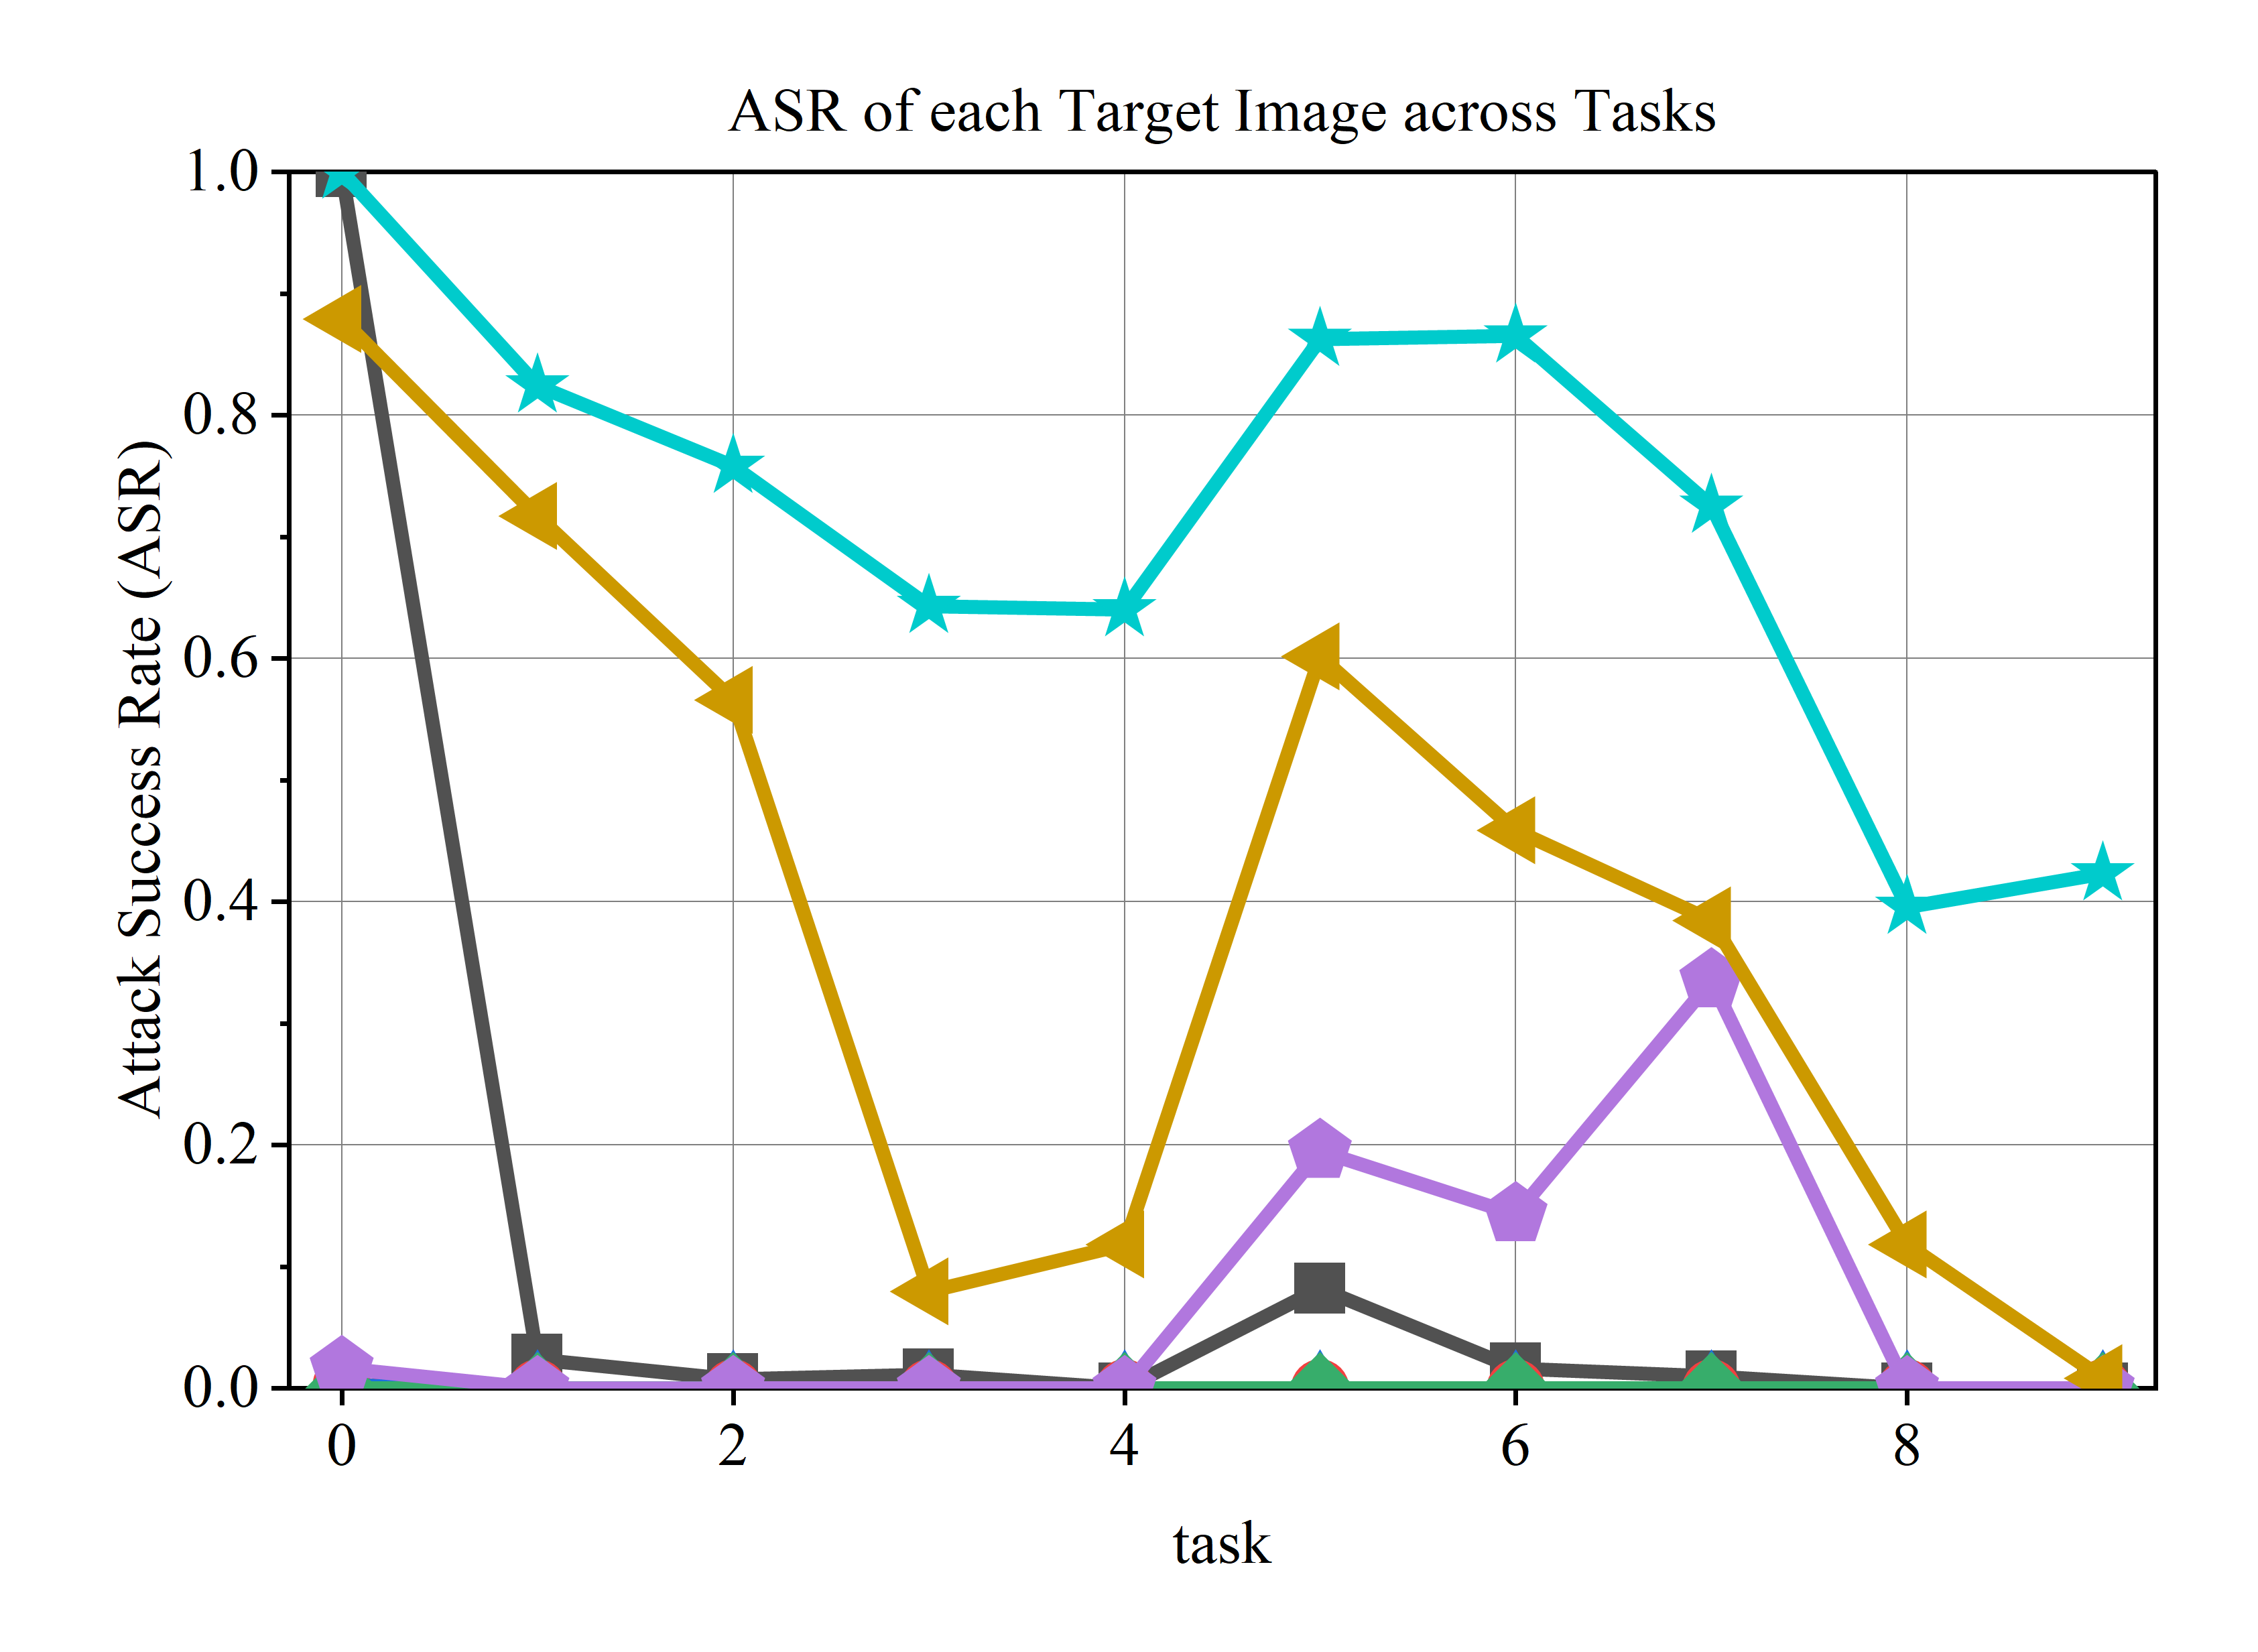 ASR of each Target Image across Tasks
Attack Success Rate (ASR)
1.0
0.8
0.6
0.4
0.2
0.0
0 2 4 6 8
task